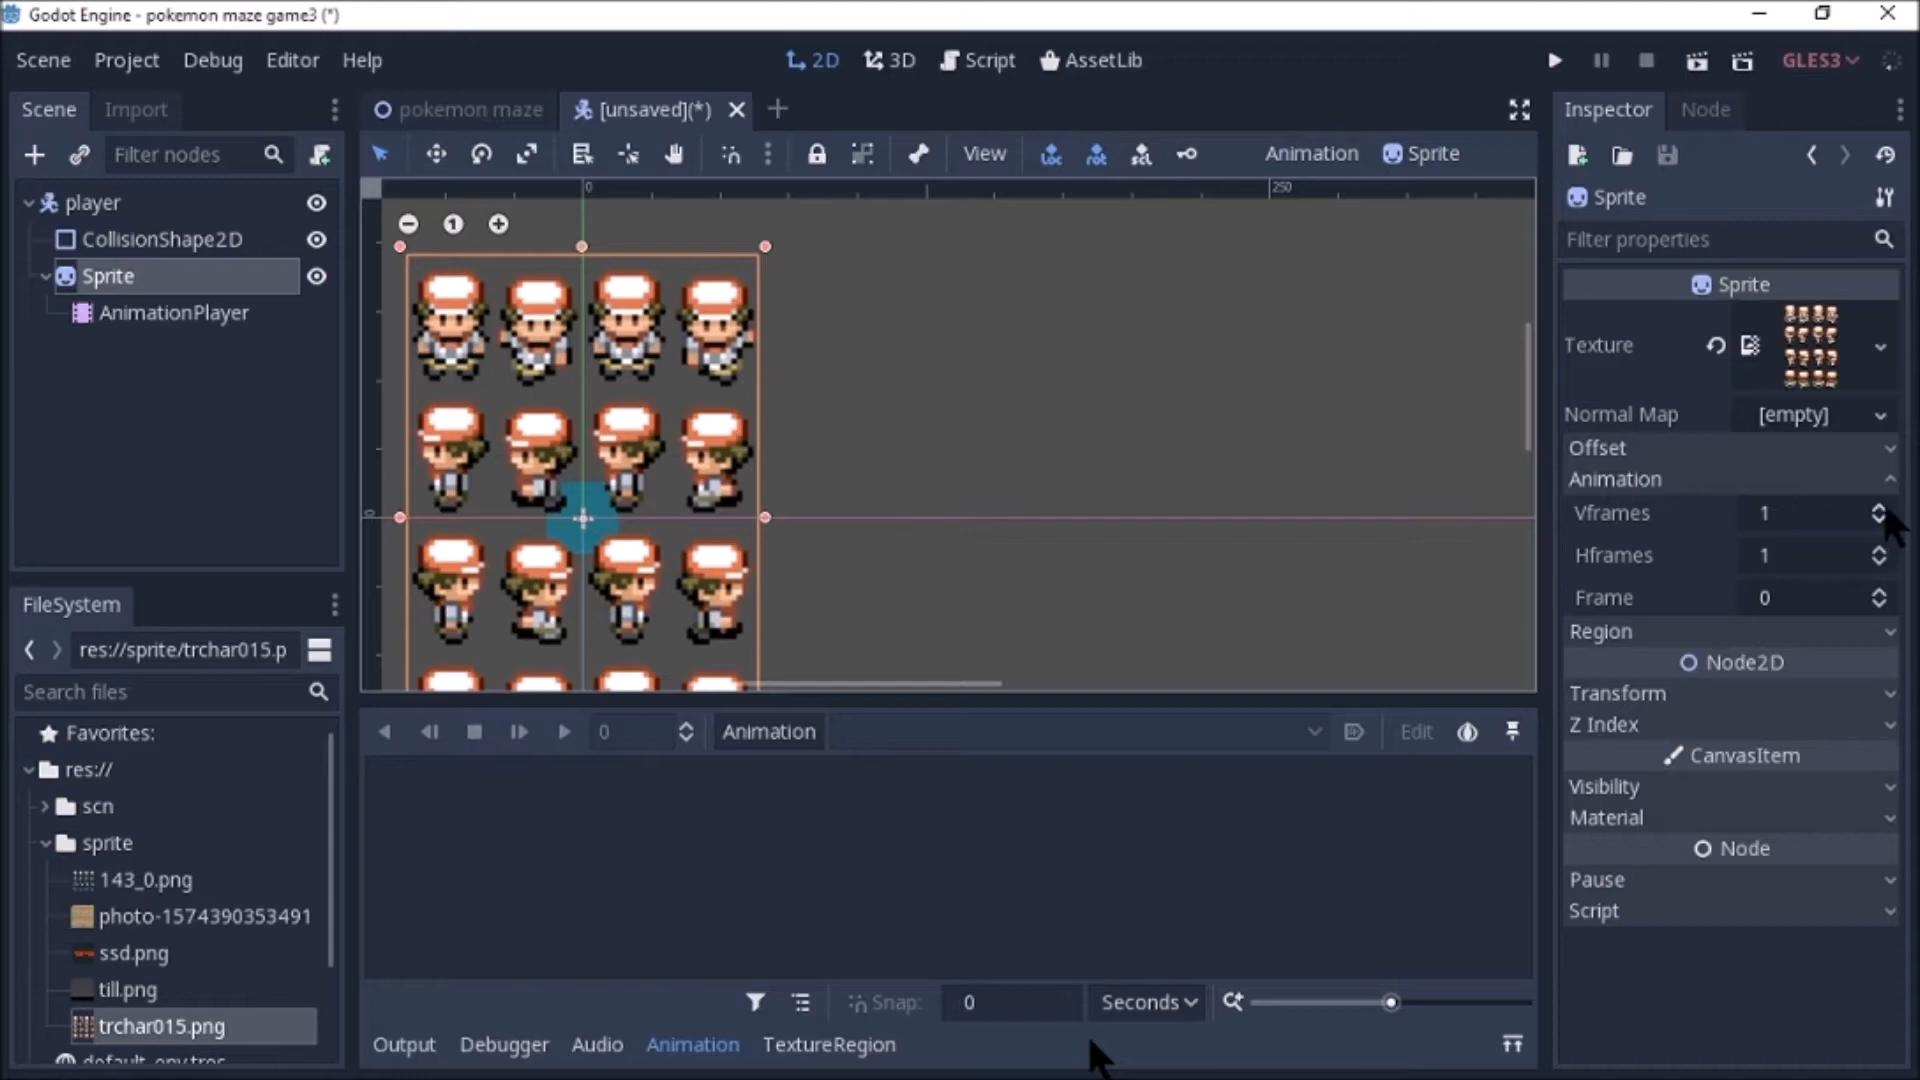 Godot Engine - pokemon maze game3 (*)
Scene Project Debug Editor Help
2D 3D Script AssetLib
GLES3
Scene Import
pokemon maze [unsaved](*)
Inspector Node
Filter nodes
View Animation Sprite
player
CollisionShape2D
Sprite
AnimationPlayer
0 250
1
0
Sprite
Filter properties
Sprite
Texture
Normal Map [empty]
Offset
Animation
Vframes 1
Hframes 1
Frame 0
Region
Node2D
Transform
Z Index
CanvasItem
Visibility
Material
Node
Pause
Script
FileSystem
res://sprite/trchar015.p
Search files
Favorites:
res://
scn
sprite
143_0.png
photo-1574390353491
ssd.png
till.png
trchar015.png
0 Animation Edit
Snap: 0 Seconds
Output Debugger Audio Animation TextureRegion